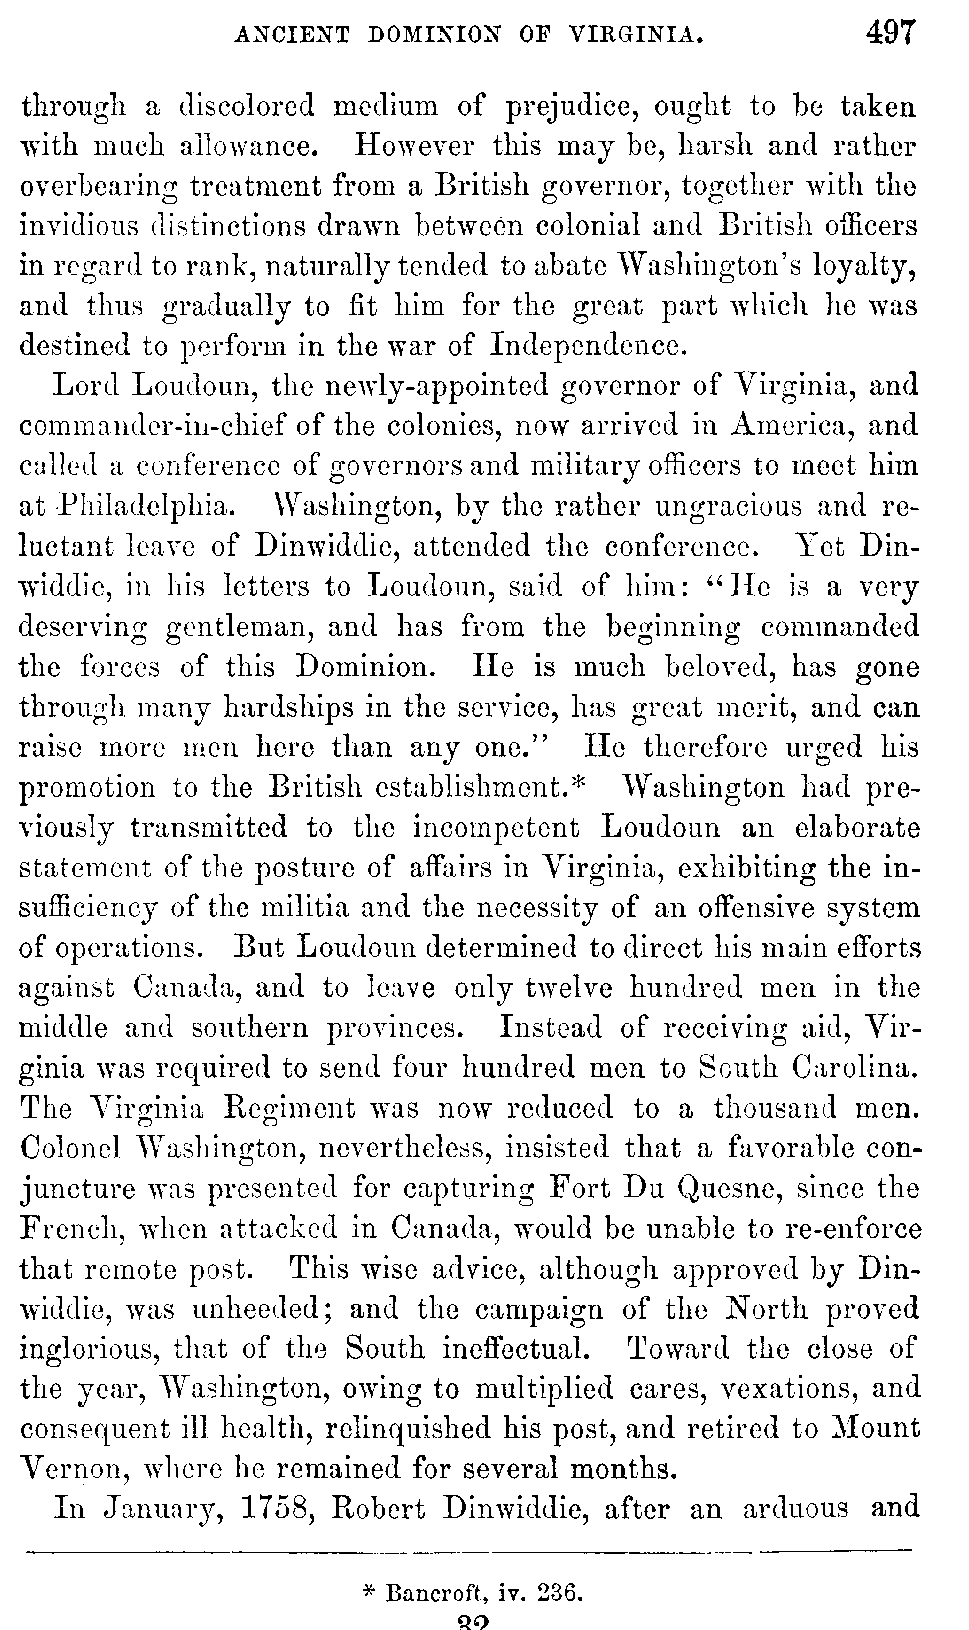 ANCIENT DOMINION OF VIRGINIA. 497
through a discolored medium of prejudice, ought to be taken
with much allowance. However this may be, harsh and rather
overbearing treatment from a British governor, together with the
invidious distinctions drawn between colonial and British officers
in regard to rank, naturally tended to abate Washington's loyalty,
and thus gradually to fit him for the great part which he was
destined to perform in the war of Independence.
Lord Loudoun, the newly-appointed governor of Virginia, and
commander-in-chief of the colonies, now arrived in America, and
called a conference of governors and military officers to meet him
at Philadelphia. Washington, by the rather ungracious and re-
luctant leave of Dinwiddie, attended the conference. Yet Din-
widdie, in his letters to Loudoun, said of him: "He is a very
deserving gentleman, and has from the beginning commanded
the forces of this Dominion. He is much beloved, has gone
through many hardships in the service, has great merit, and can
raise more men here than any one." He therefore urged his
promotion to the British establishment.* Washington had pre-
viously transmitted to the incompetent Loudoun an elaborate
statement of the posture of affairs in Virginia, exhibiting the in-
sufficiency of the militia and the necessity of an offensive system
of operations. But Loudoun determined to direct his main efforts
against Canada, and to leave only twelve hundred men in the
middle and southern provinces. Instead of receiving aid, Vir-
ginia was required to send four hundred men to South Carolina.
The Virginia Regiment was now reduced to a thousand men.
Colonel Washington, nevertheless, insisted that a favorable con-
juncture was presented for capturing Fort Du Quesne, since the
French, when attacked in Canada, would be unable to re-enforce
that remote post. This wise advice, although approved by Din-
widdie, was unheeded; and the campaign of the North proved
inglorious, that of the South ineffectual. Toward the close of
the year, Washington, owing to multiplied cares, vexations, and
consequent ill health, relinquished his post, and retired to Mount
Vernon, where he remained for several months.
In January, 1758, Robert Dinwiddie, after an arduous and
* Bancroft, iv. 236.
32